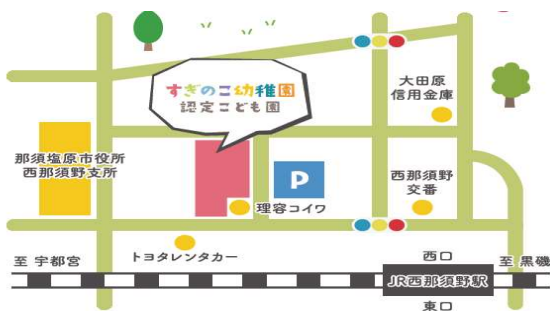 すぎのこ幼稚園
認定こども園
大田原
信用金庫
那須塩原市役所
西那須野支所
P
西那須野
交番
理容コイワ
トヨタレンタカー
西口
至 宇都宮
至 黒磯
JR西那須野駅
東口